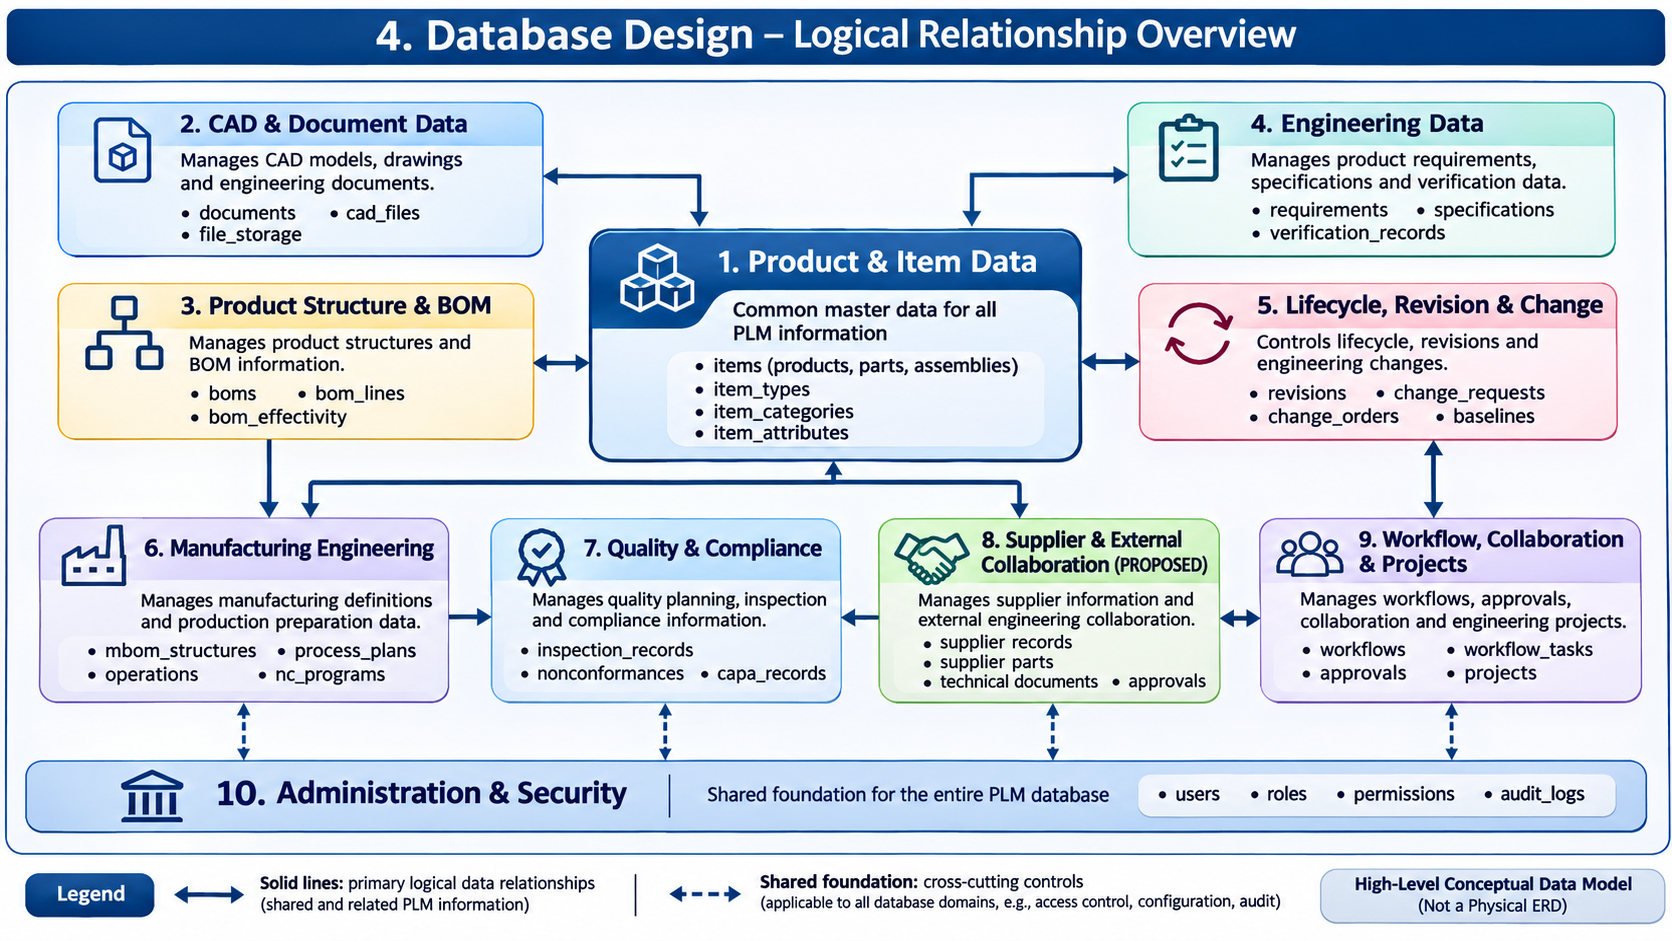 4. Database Design – Logical Relationship Overview
2. CAD & Document Data
Manages CAD models, drawings
and engineering documents.
• documents • cad_files
• file_storage
4. Engineering Data
Manages product requirements,
specifications and verification data.
• requirements • specifications
• verification_records
1. Product & Item Data
Common master data for all
PLM information
• items (products, parts, assemblies)
• item_types
• item_categories
• item_attributes
3. Product Structure & BOM
Manages product structures and
BOM information.
• boms • bom_lines
• bom_effectivity
5. Lifecycle, Revision & Change
Controls lifecycle, revisions and
engineering changes.
• revisions • change_requests
• change_orders • baselines
6. Manufacturing Engineering
Manages manufacturing definitions
and production preparation data.
• mbom_structures • process_plans
• operations • nc_programs
7. Quality & Compliance
Manages quality planning, inspection
and compliance information.
• inspection_records
• nonconformances • capa_records
8. Supplier & External
Collaboration (PROPOSED)
Manages supplier information and
external engineering collaboration.
• supplier records
• supplier parts
• technical documents • approvals
9. Workflow, Collaboration
& Projects
Manages workflows, approvals,
collaboration and engineering projects.
• workflows • workflow_tasks
• approvals • projects
10. Administration & Security
Shared foundation for the entire PLM database
• users • roles • permissions • audit_logs
Legend
Solid lines: primary logical data relationships
(shared and related PLM information)
Shared foundation: cross-cutting controls
(applicable to all database domains, e.g., access control, configuration, audit)
High-Level Conceptual Data Model
(Not a Physical ERD)